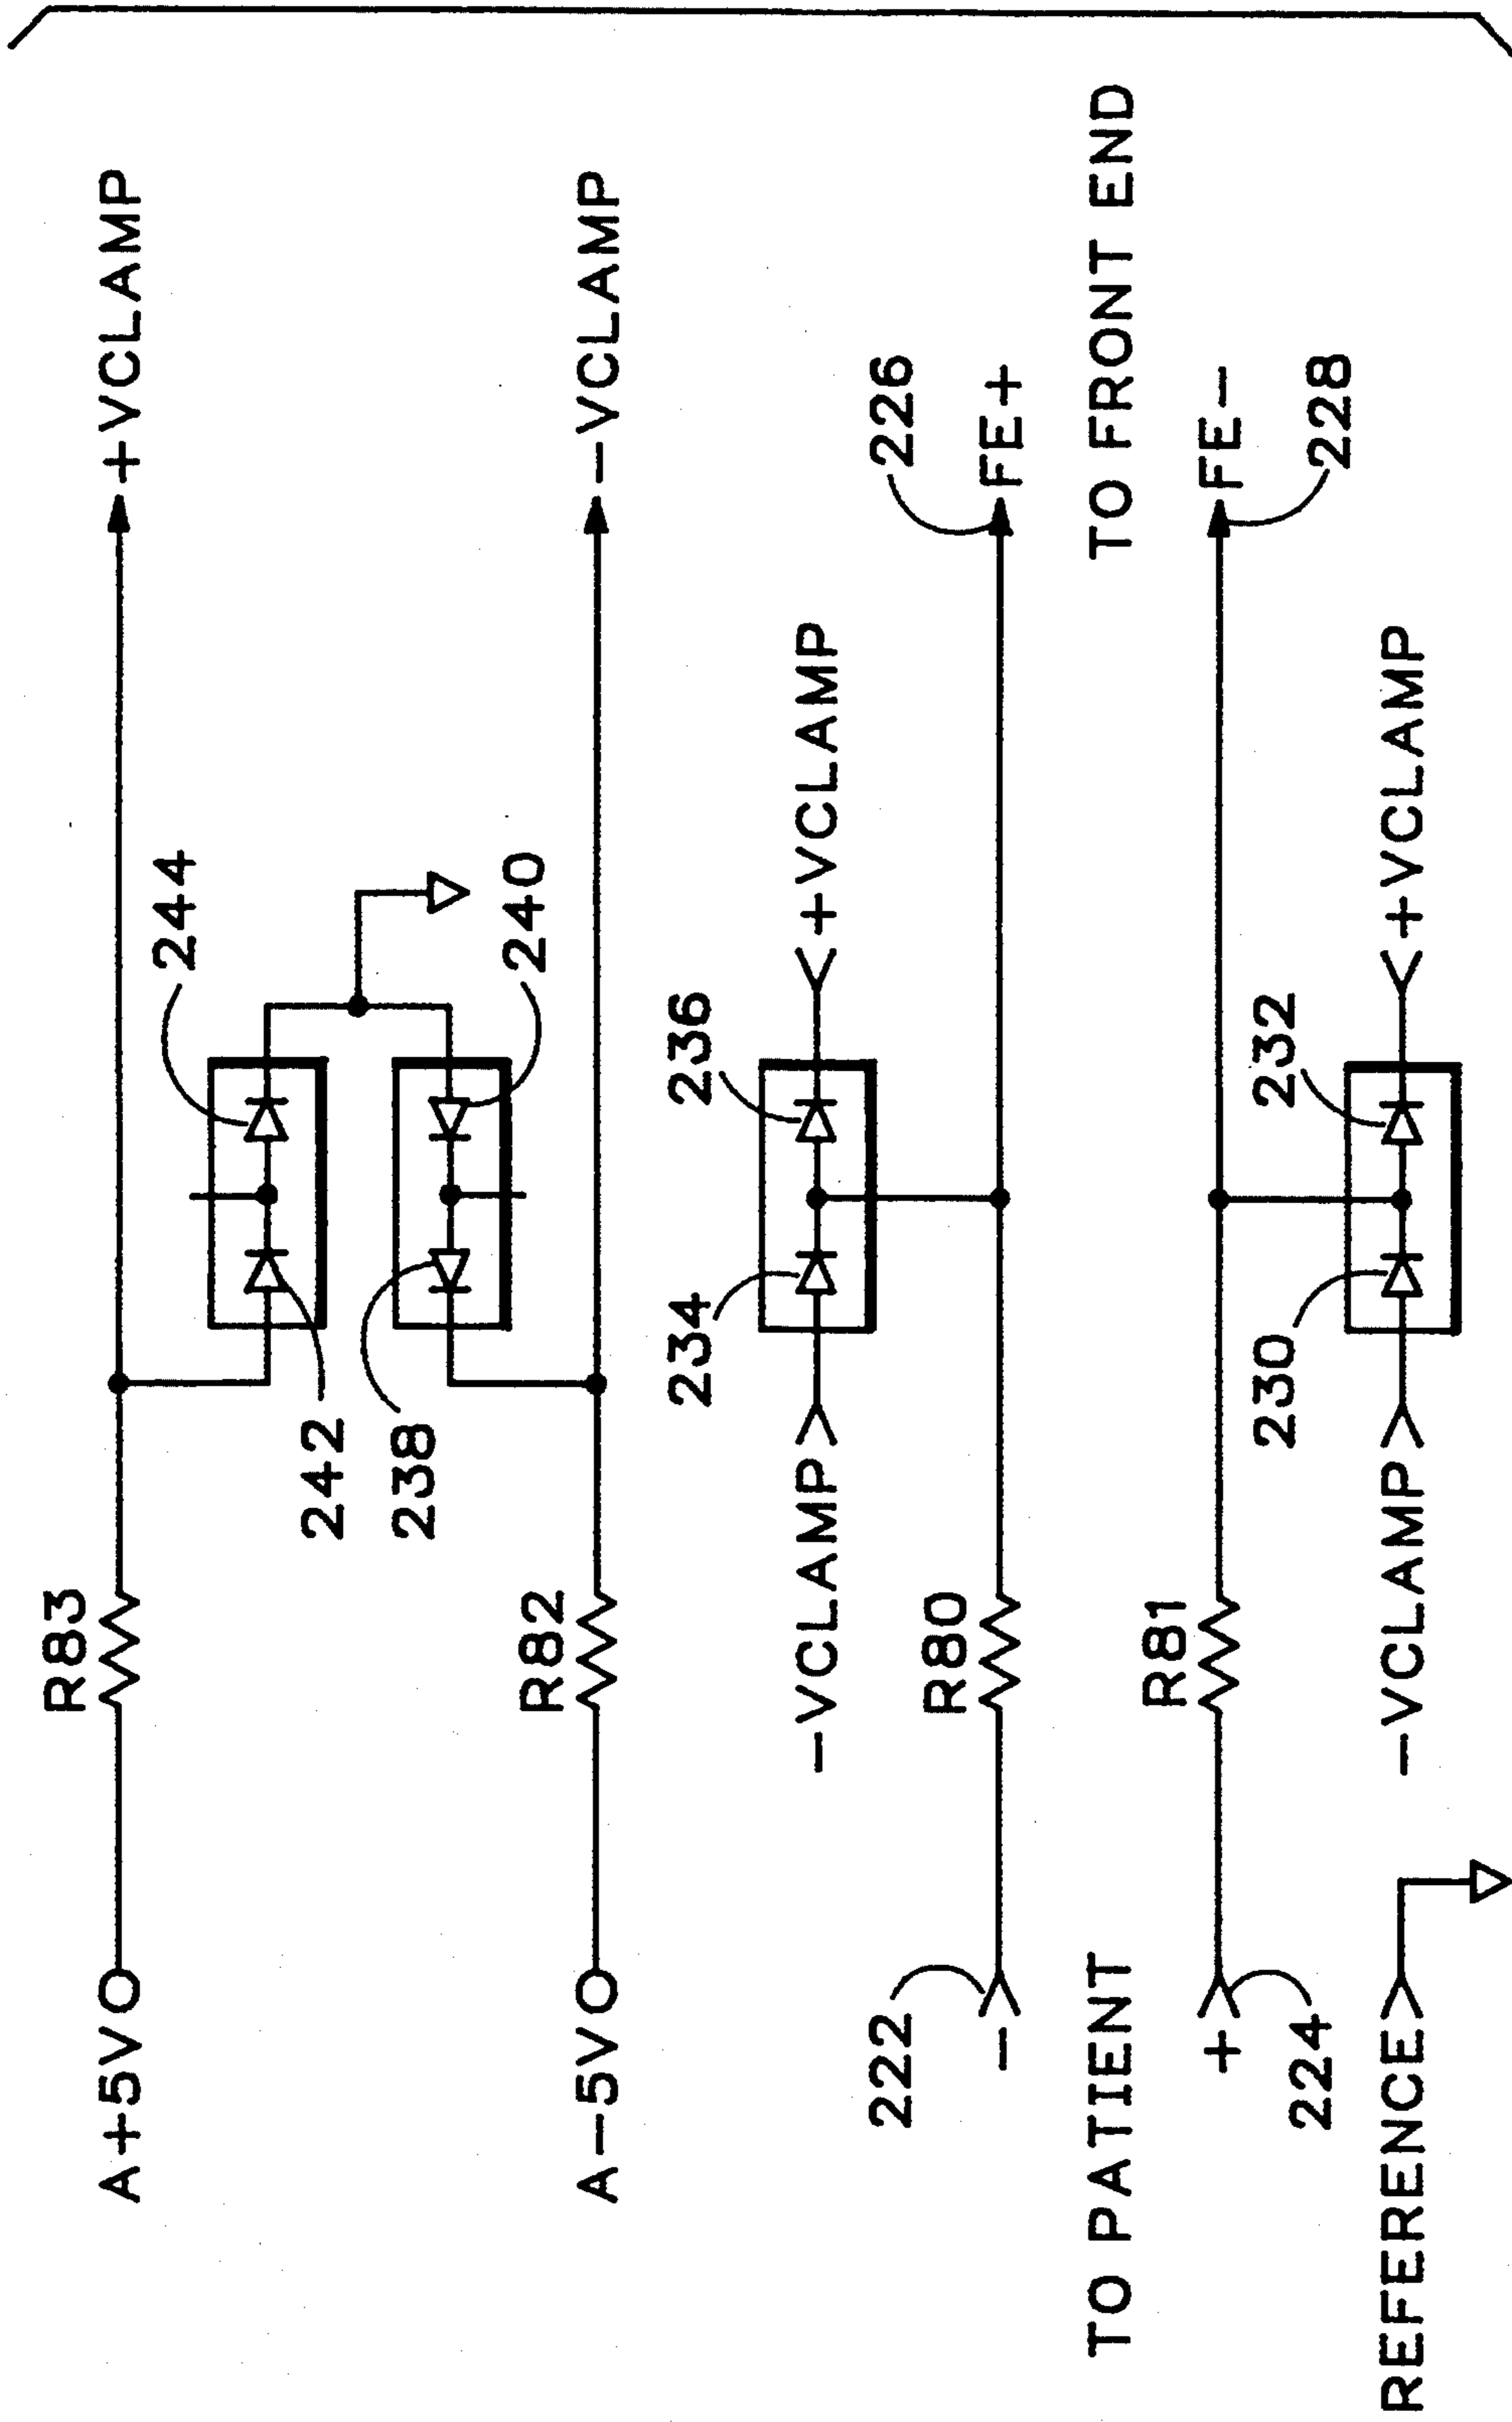 R83
A+5V
+VCLAMP
244
242
238
240
R82
A-5V
-VCLAMP
234
236
-VCLAMP
+VCLAMP
222
R80
226
-
FE+
TO PATIENT
TO FRONT END
R81
+
FE-
224
228
230
232
REFERENCE
-VCLAMP
+VCLAMP